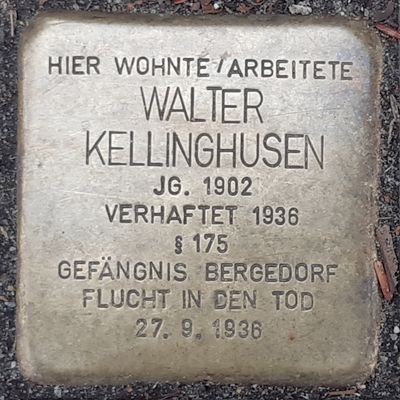 HIER WOHNTE/ARBEITETE
WALTER
KELLINGHUSEN
JG. 1902
VERHAFTET 1936
§ 175
GEFÄNGNIS BERGEDORF
FLUCHT IN DEN TOD
27. 9. 1936